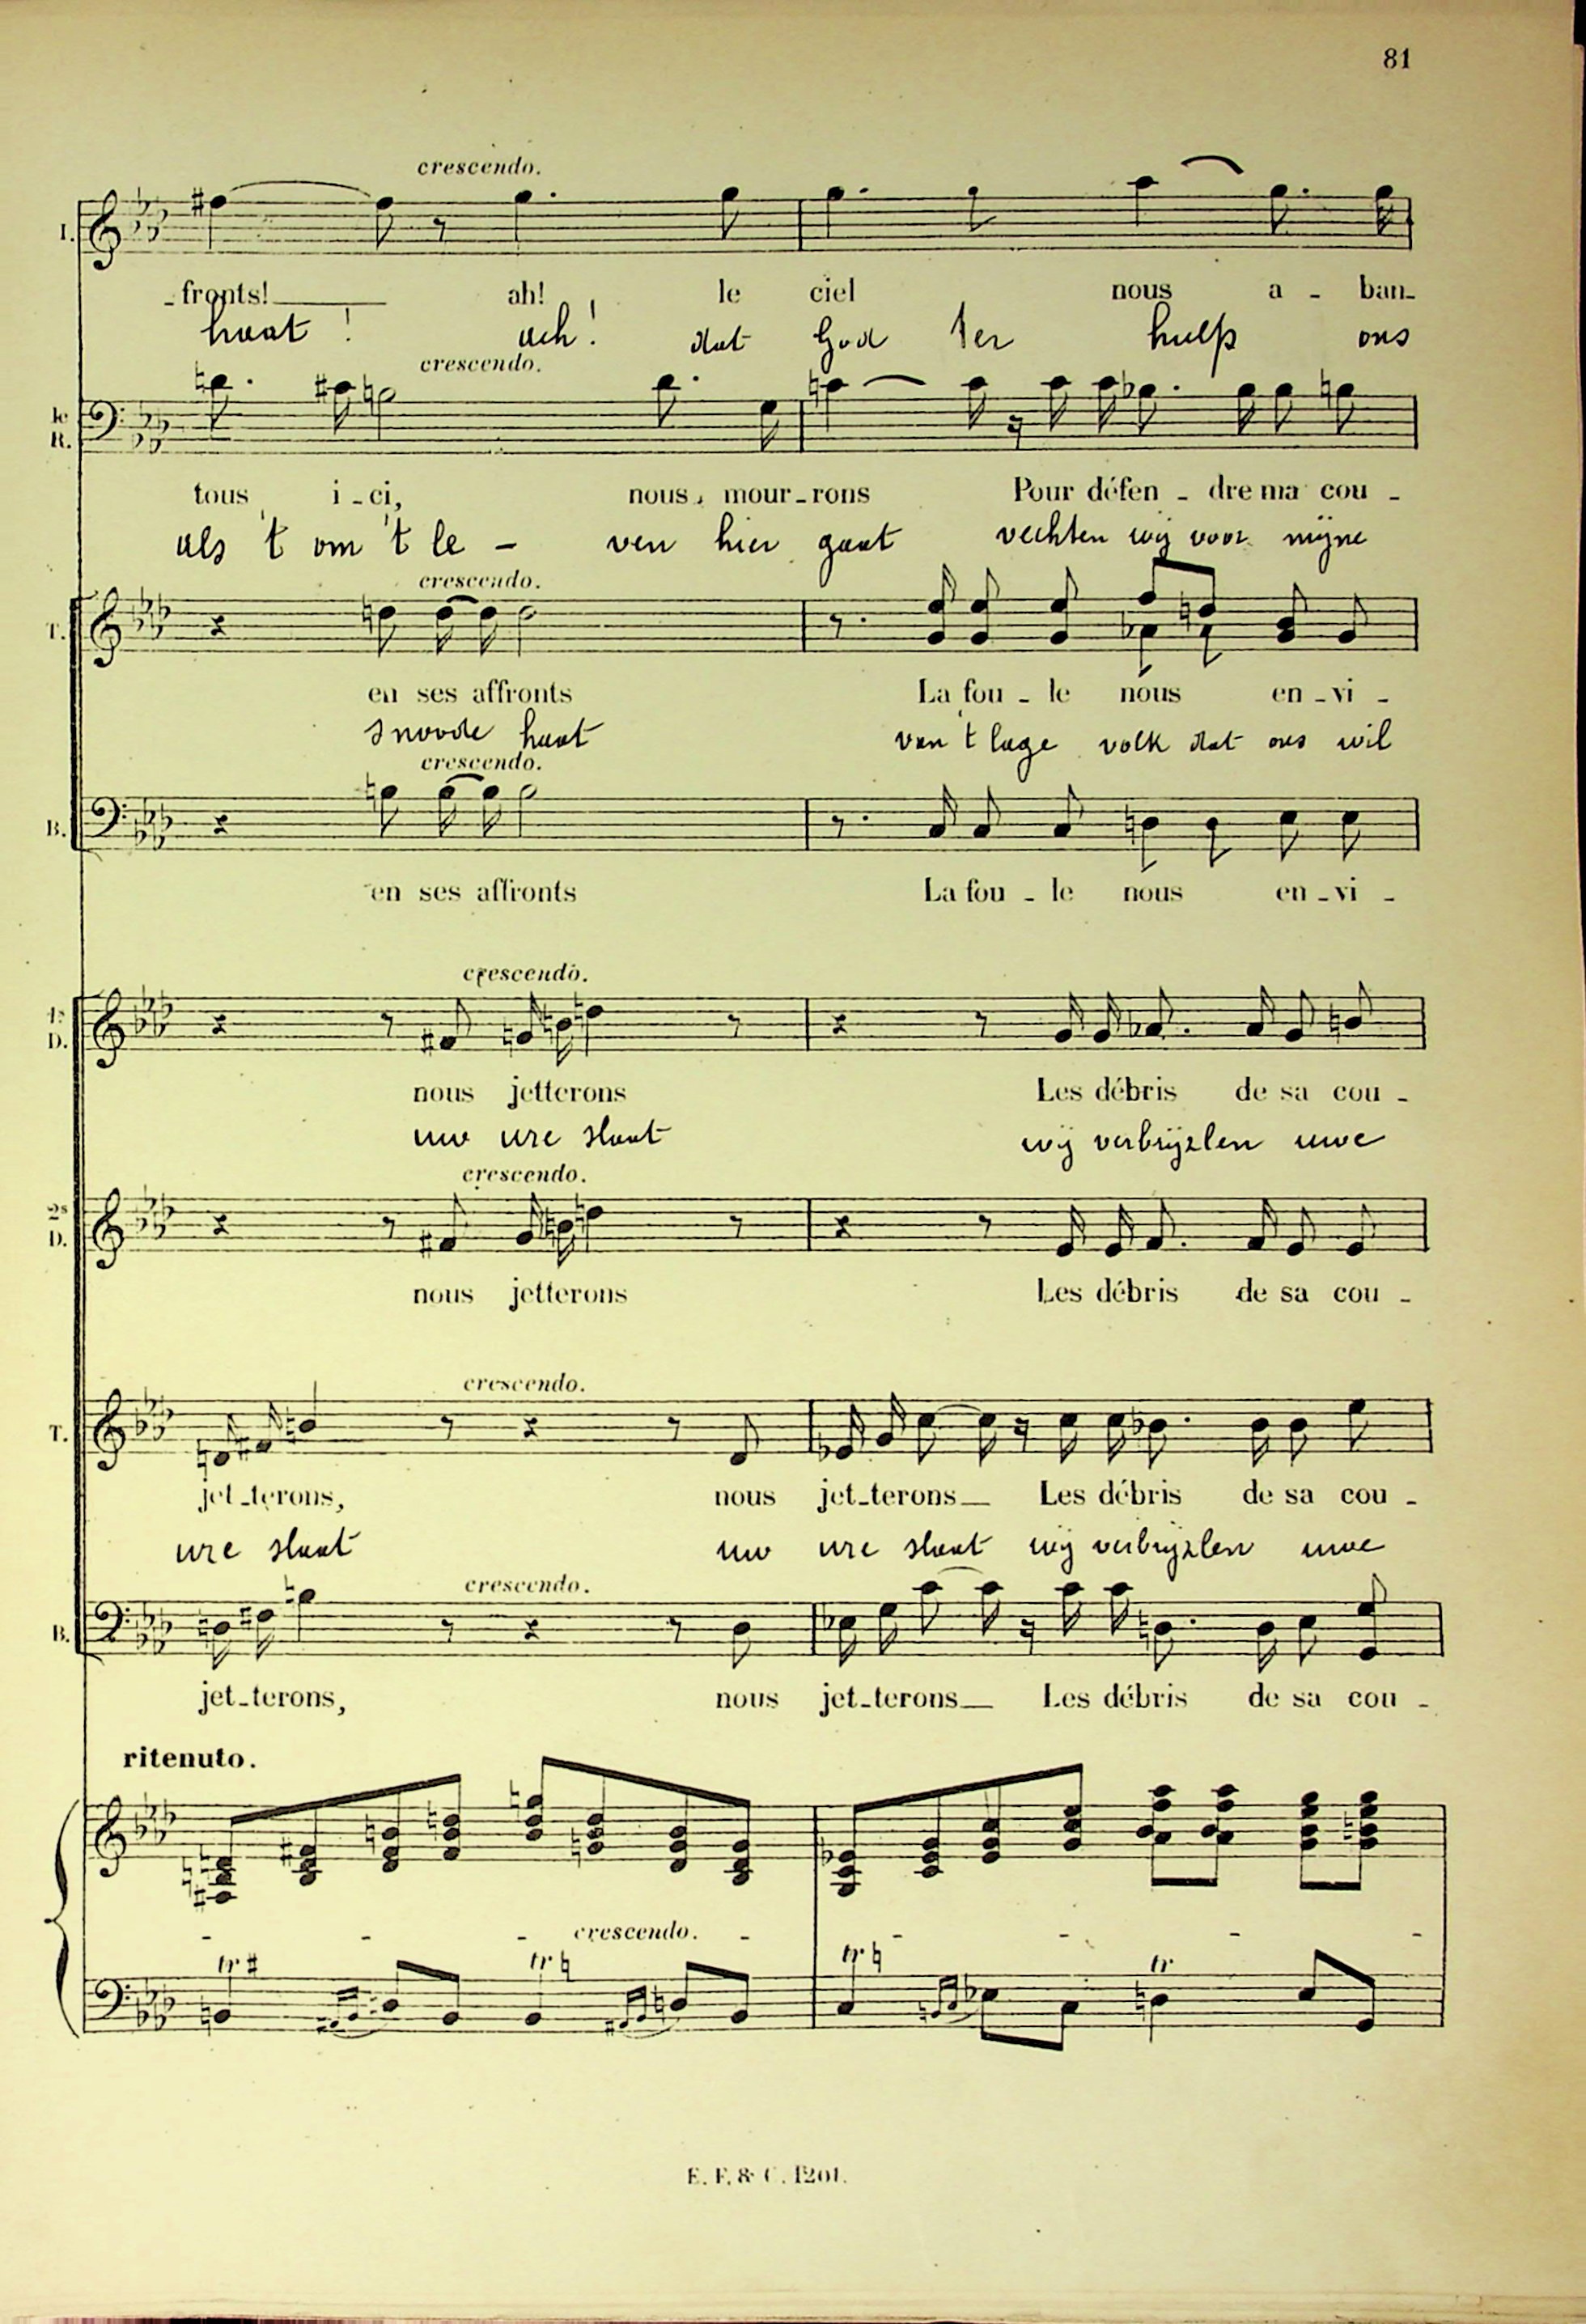 81
crescendo.
I.
_fronts! ah! le ciel nous a - ban-
haat! ach! dat God ter hulp ons
crescendo.
le R.
tous i-ci, nous mour-rons Pour défen - dre ma cou -
als 't om 't le - ven hier gaat vechten wij voor mijne
crescendo.
T.
en ses affronts La fou - le nous en - vi -
snoode haat van 't lage volk dat ons wil
crescendo.
B.
en ses affronts La fou - le nous en - vi -
crescendo.
1s D.
nous jetterons Les débris de sa cou -
uw ure slaat wij verbrijzlen uwe
crescendo.
2s D.
nous jetterons Les débris de sa cou -
crescendo.
T.
jet-terons, nous jet-terons Les débris de sa cou -
ure slaat uw ure slaat wij verbrijzlen uwe
crescendo.
B.
jet-terons, nous jet-terons Les débris de sa cou -
ritenuto.
crescendo.
tr tr tr tr
E. F. & C. 1201.